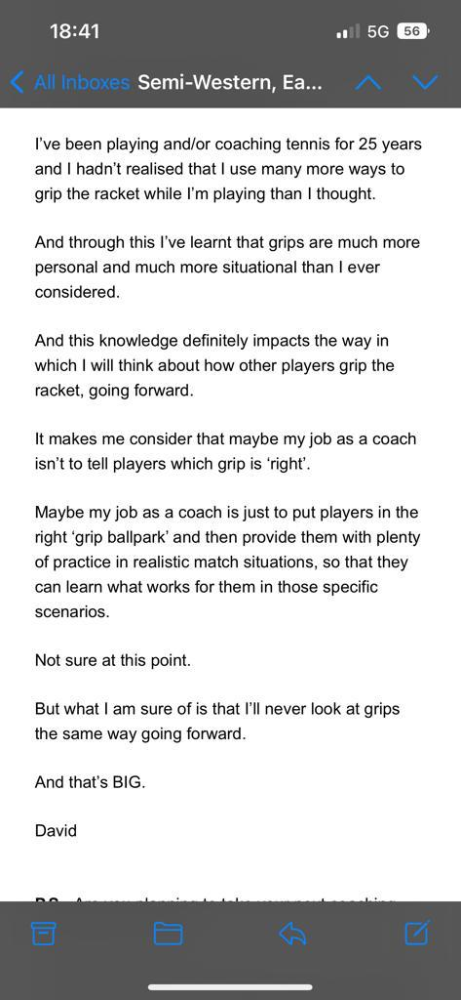 18:41
5G
56
All Inboxes
Semi-Western, Ea...
I've been playing and/or coaching tennis for 25 years
and I hadn't realised that I use many more ways to
grip the racket while I'm playing than I thought.
And through this I've learnt that grips are much more
personal and much more situational than I ever
considered.
And this knowledge definitely impacts the way in
which I will think about how other players grip the
racket, going forward.
It makes me consider that maybe my job as a coach
isn't to tell players which grip is ‘right’.
Maybe my job as a coach is just to put players in the
right ‘grip ballpark’ and then provide them with plenty
of practice in realistic match situations, so that they
can learn what works for them in those specific
scenarios.
Not sure at this point.
But what I am sure of is that I'll never look at grips
the same way going forward.
And that's BIG.
David